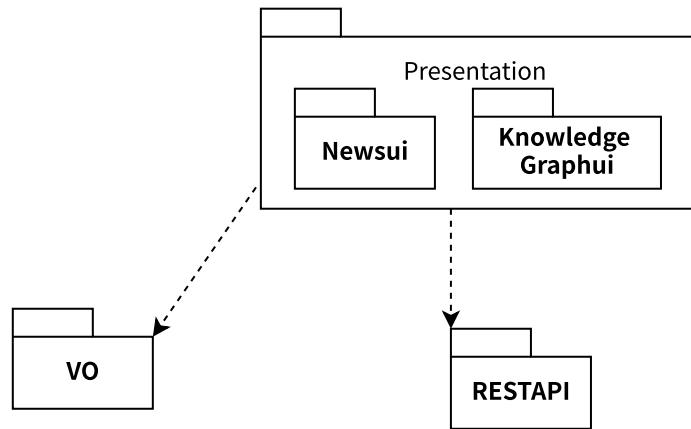 Presentation
Newsui
Knowledge
Graphui
VO
RESTAPI